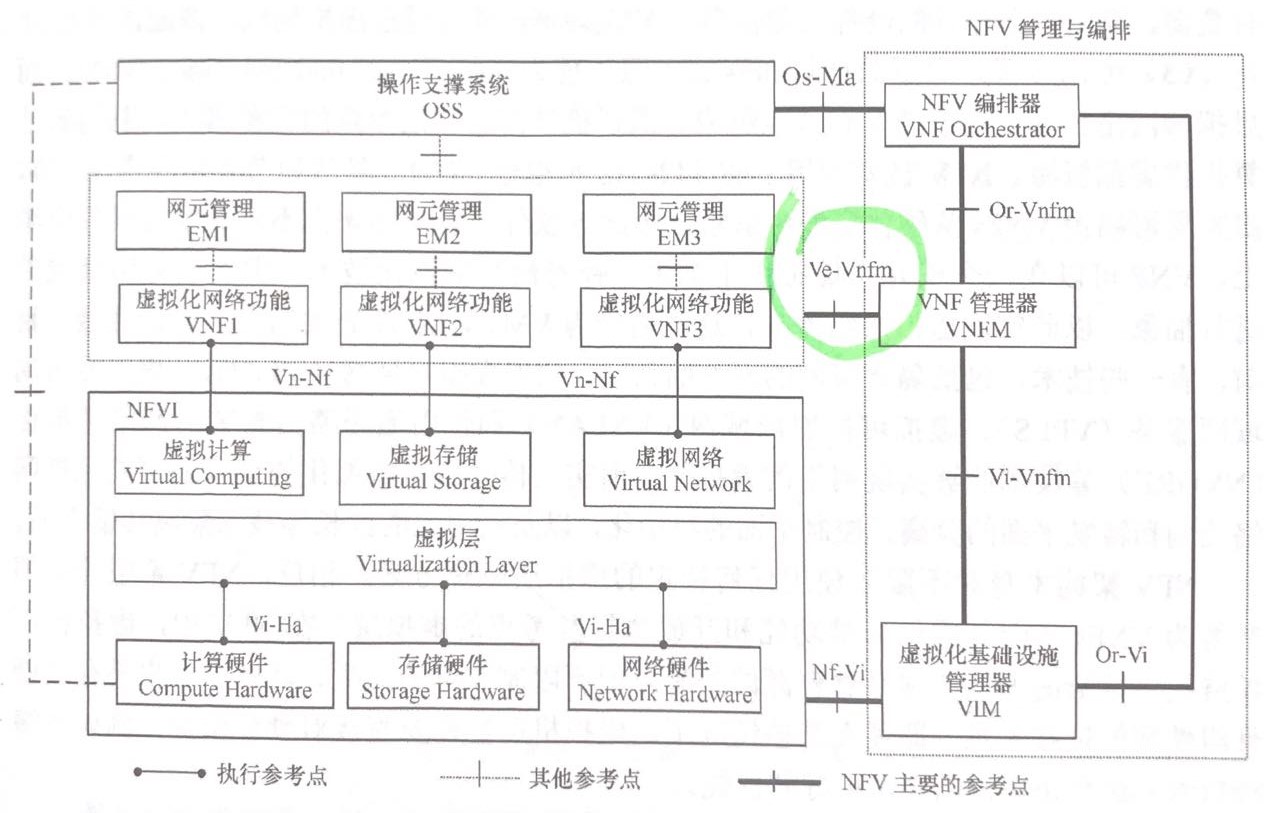 NFV 管理与编排
操作支撑系统
OSS
Os-Ma
NFV 编排器
VNF Orchestrator
网元管理
EM1
网元管理
EM2
网元管理
EM3
Or-Vnfm
Ve-Vnfm
虚拟化网络功能
VNF1
虚拟化网络功能
VNF2
虚拟化网络功能
VNF3
VNF 管理器
VNFM
Vn-Nf
Vn-Nf
NFVI
虚拟计算
Virtual Computing
虚拟存储
Virtual Storage
虚拟网络
Virtual Network
Vi-Vnfm
虚拟层
Virtualization Layer
Vi-Ha
Vi-Ha
计算硬件
Compute Hardware
存储硬件
Storage Hardware
网络硬件
Network Hardware
Nf-Vi
虚拟化基础设施
管理器
VIM
Or-Vi
执行参考点
其他参考点
NFV 主要的参考点